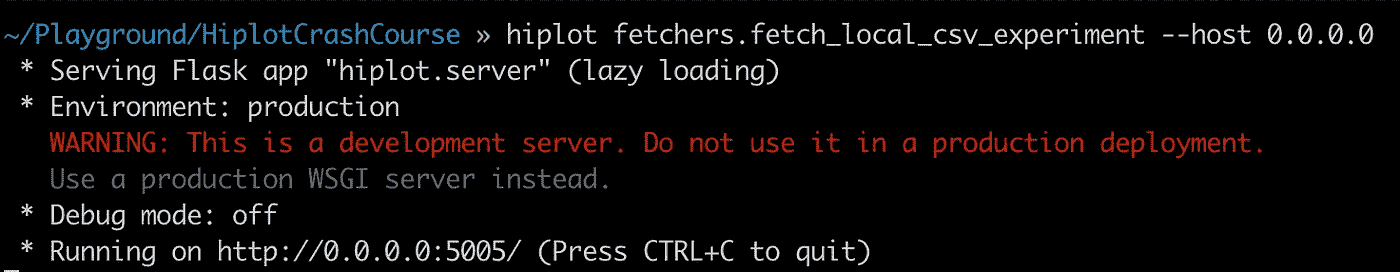 ~/Playground/HiplotCrashCourse » hiplot fetchers.fetch_local_csv_experiment --host 0.0.0.0
* Serving Flask app "hiplot.server" (lazy loading)
* Environment: production
WARNING: This is a development server. Do not use it in a production deployment.
Use a production WSGI server instead.
* Debug mode: off
* Running on http://0.0.0.0:5005/ (Press CTRL+C to quit)